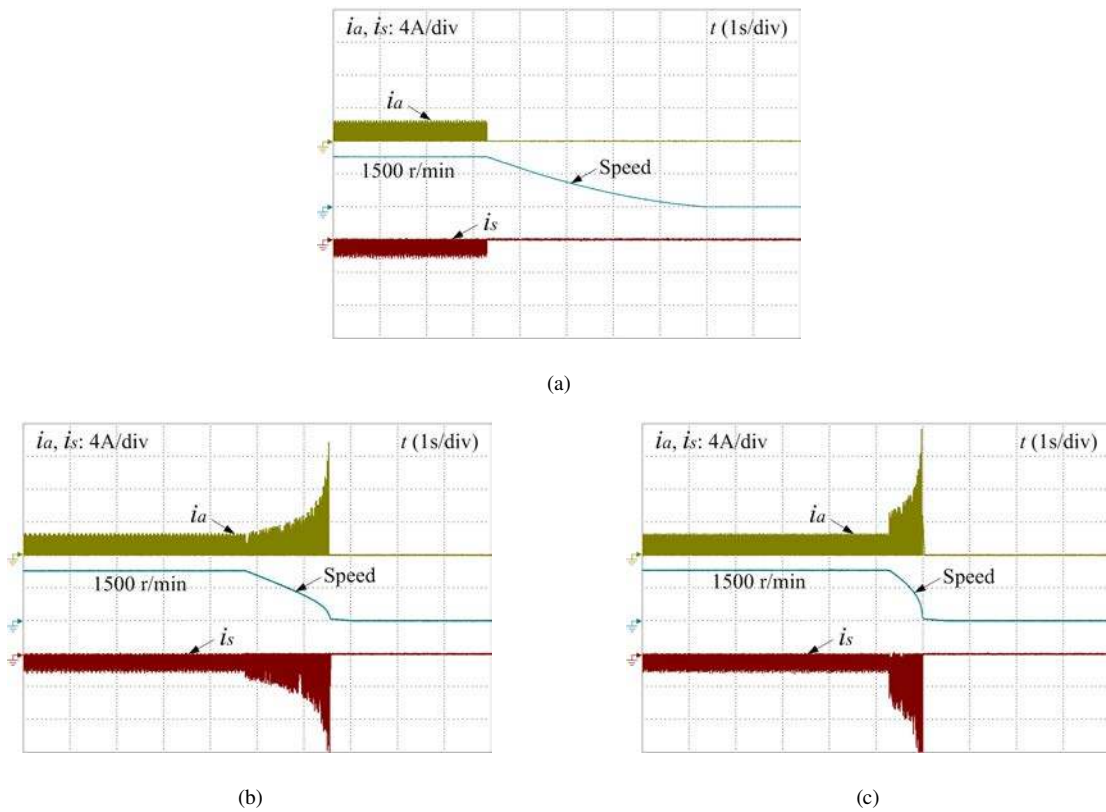 ia, is: 4A/div t (1s/div)
ia
1500 r/min Speed
is
(a)
ia, is: 4A/div t (1s/div)
ia
1500 r/min Speed
is
(b)
ia, is: 4A/div t (1s/div)
ia
1500 r/min Speed
is
(c)